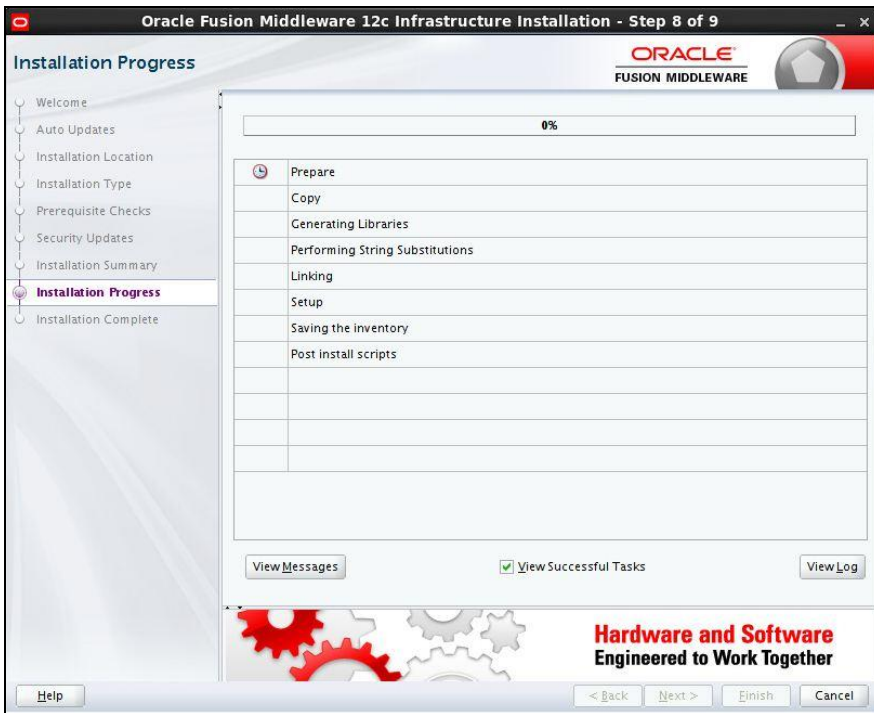 Oracle Fusion Middleware 12c Infrastructure Installation - Step 8 of 9
Installation Progress
ORACLE
FUSION MIDDLEWARE
Welcome
Auto Updates
Installation Location
Installation Type
Prerequisite Checks
Security Updates
Installation Summary
Installation Progress
Installation Complete
0%
Prepare
Copy
Generating Libraries
Performing String Substitutions
Linking
Setup
Saving the inventory
Post install scripts
View Messages
View Successful Tasks
View Log
Hardware and Software
Engineered to Work Together
Help
< Back
Next >
Finish
Cancel